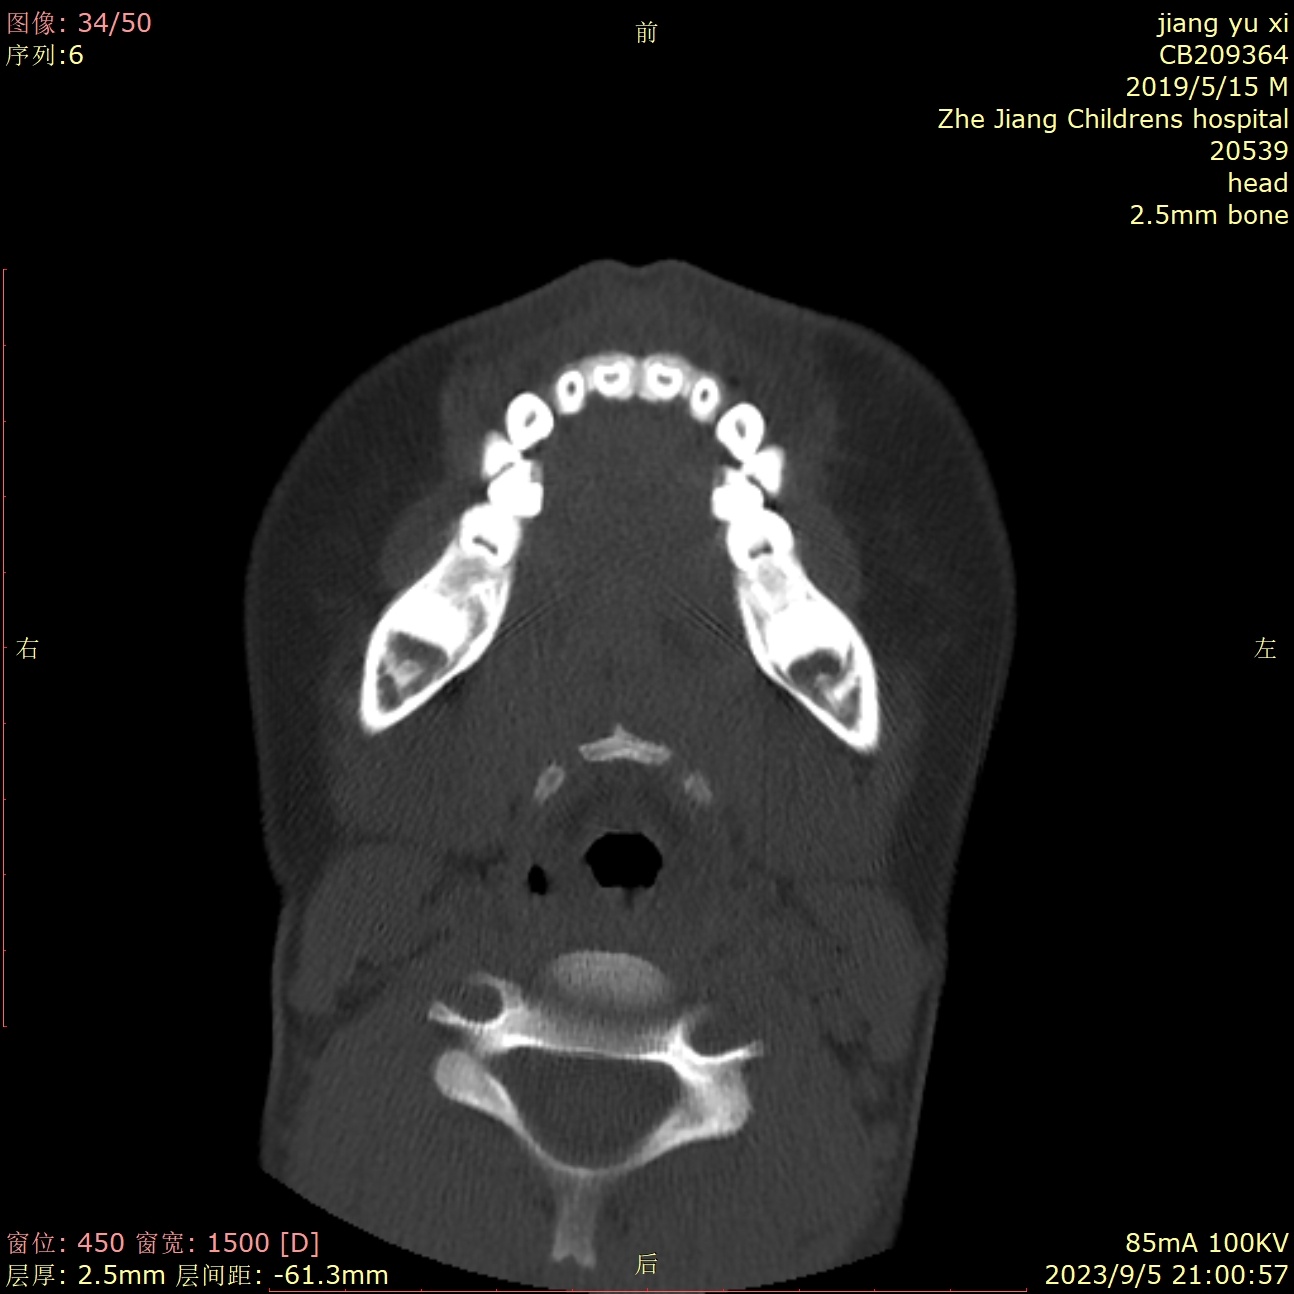 图像: 34/50
序列:6
前
jiang yu xi
CB209364
2019/5/15 M
Zhe Jiang Childrens hospital
20539
head
2.5mm bone
右
左
窗位: 450 窗宽: 1500 [D]
层厚: 2.5mm 层间距: -61.3mm
后
85mA 100KV
2023/9/5 21:00:57